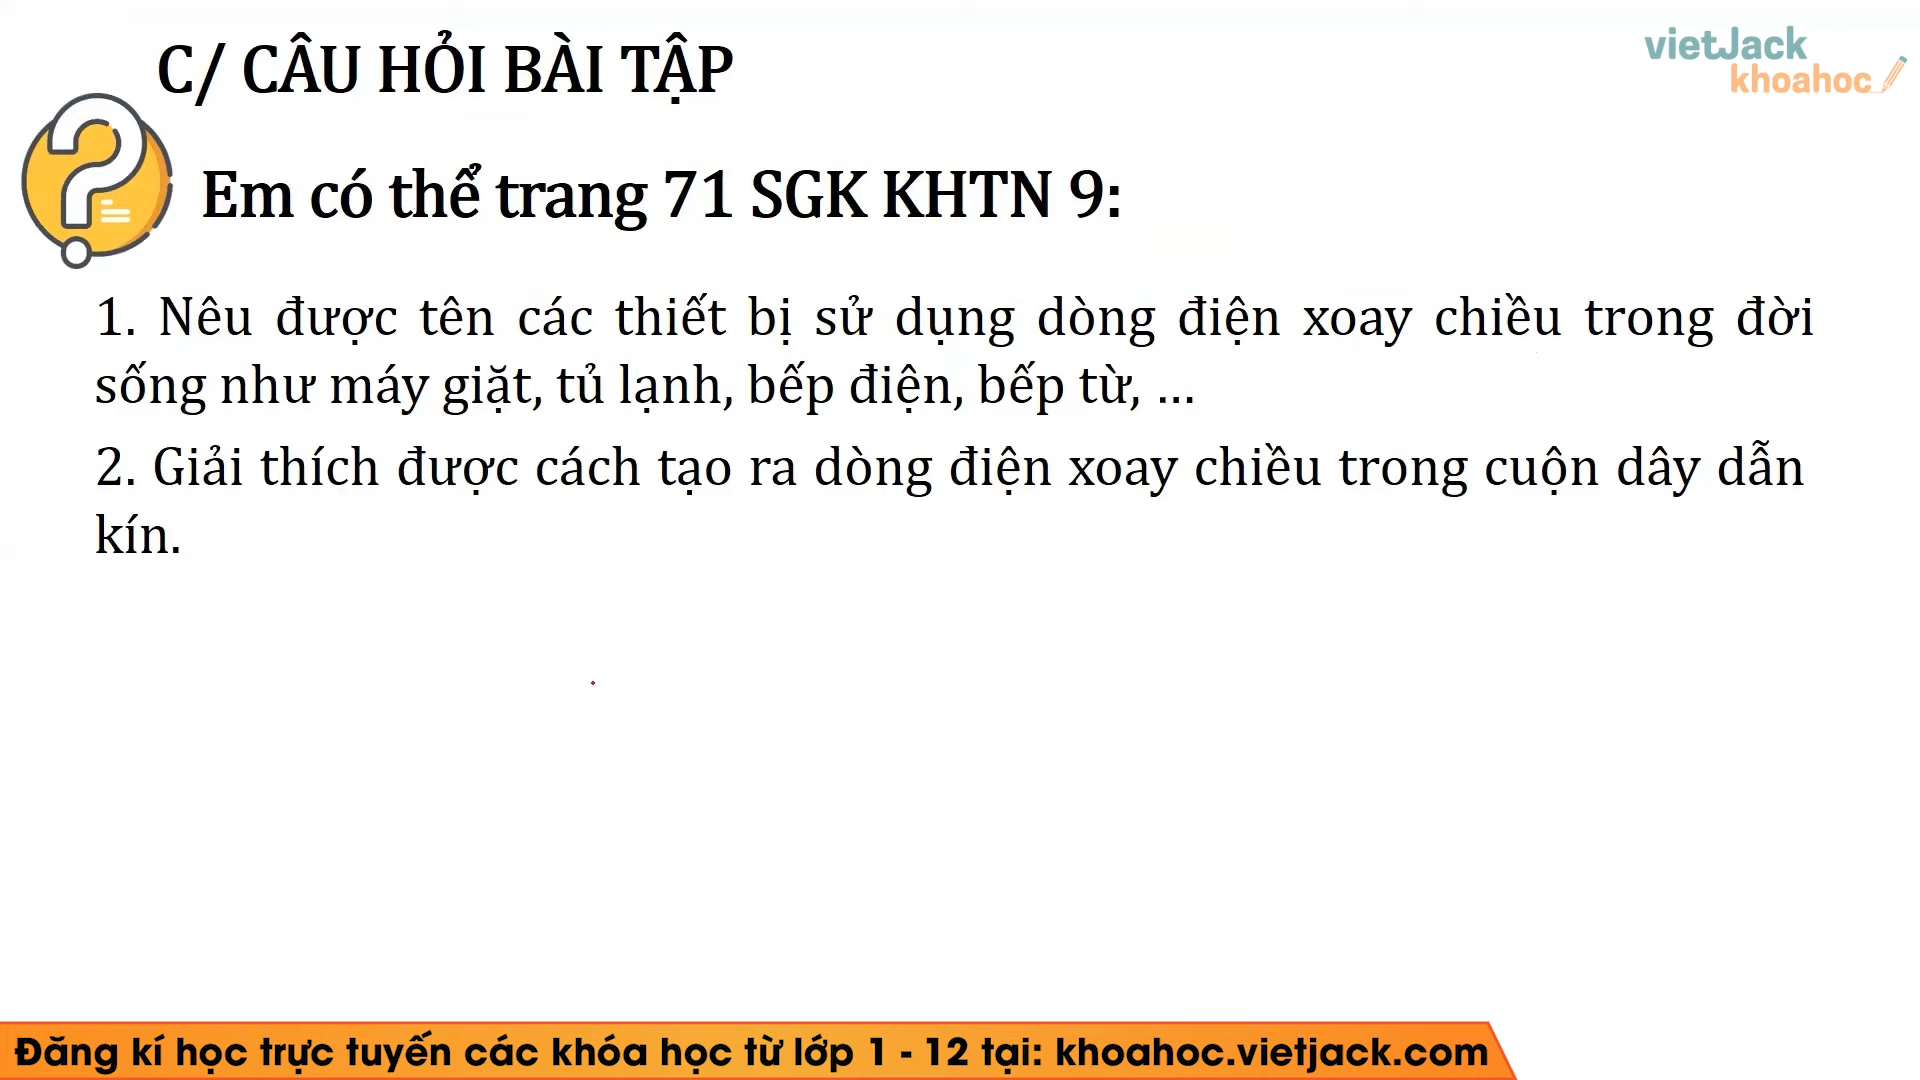 C/ CÂU HỎI BÀI TẬP
vietJack
khoahoc
Em có thể trang 71 SGK KHTN 9:
1. Nêu được tên các thiết bị sử dụng dòng điện xoay chiều trong đời
sống như máy giặt, tủ lạnh, bếp điện, bếp từ, ...
2. Giải thích được cách tạo ra dòng điện xoay chiều trong cuộn dây dẫn
kín.
Đăng kí học trực tuyến các khóa học từ lớp 1 - 12 tại: khoahoc.vietjack.com